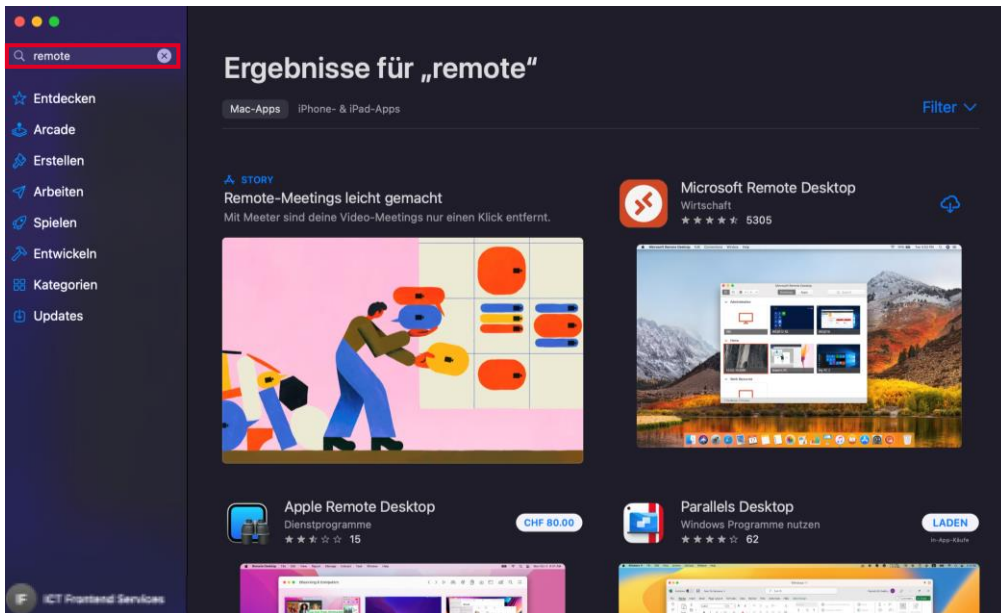 remote
Entdecken
Arcade
Erstellen
Arbeiten
Spielen
Entwickeln
Kategorien
Updates
F ICT Frontend Services
Ergebnisse für „remote“
Mac-Apps iPhone- & iPad-Apps
Filter
STORY
Remote-Meetings leicht gemacht
Mit Meeter sind deine Video-Meetings nur einen Klick entfernt.
Microsoft Remote Desktop
Wirtschaft
5305
Apple Remote Desktop
Dienstprogramme
15
CHF 80.00
Parallels Desktop
Windows Programme nutzen
62
LADEN
In-App-Käufe